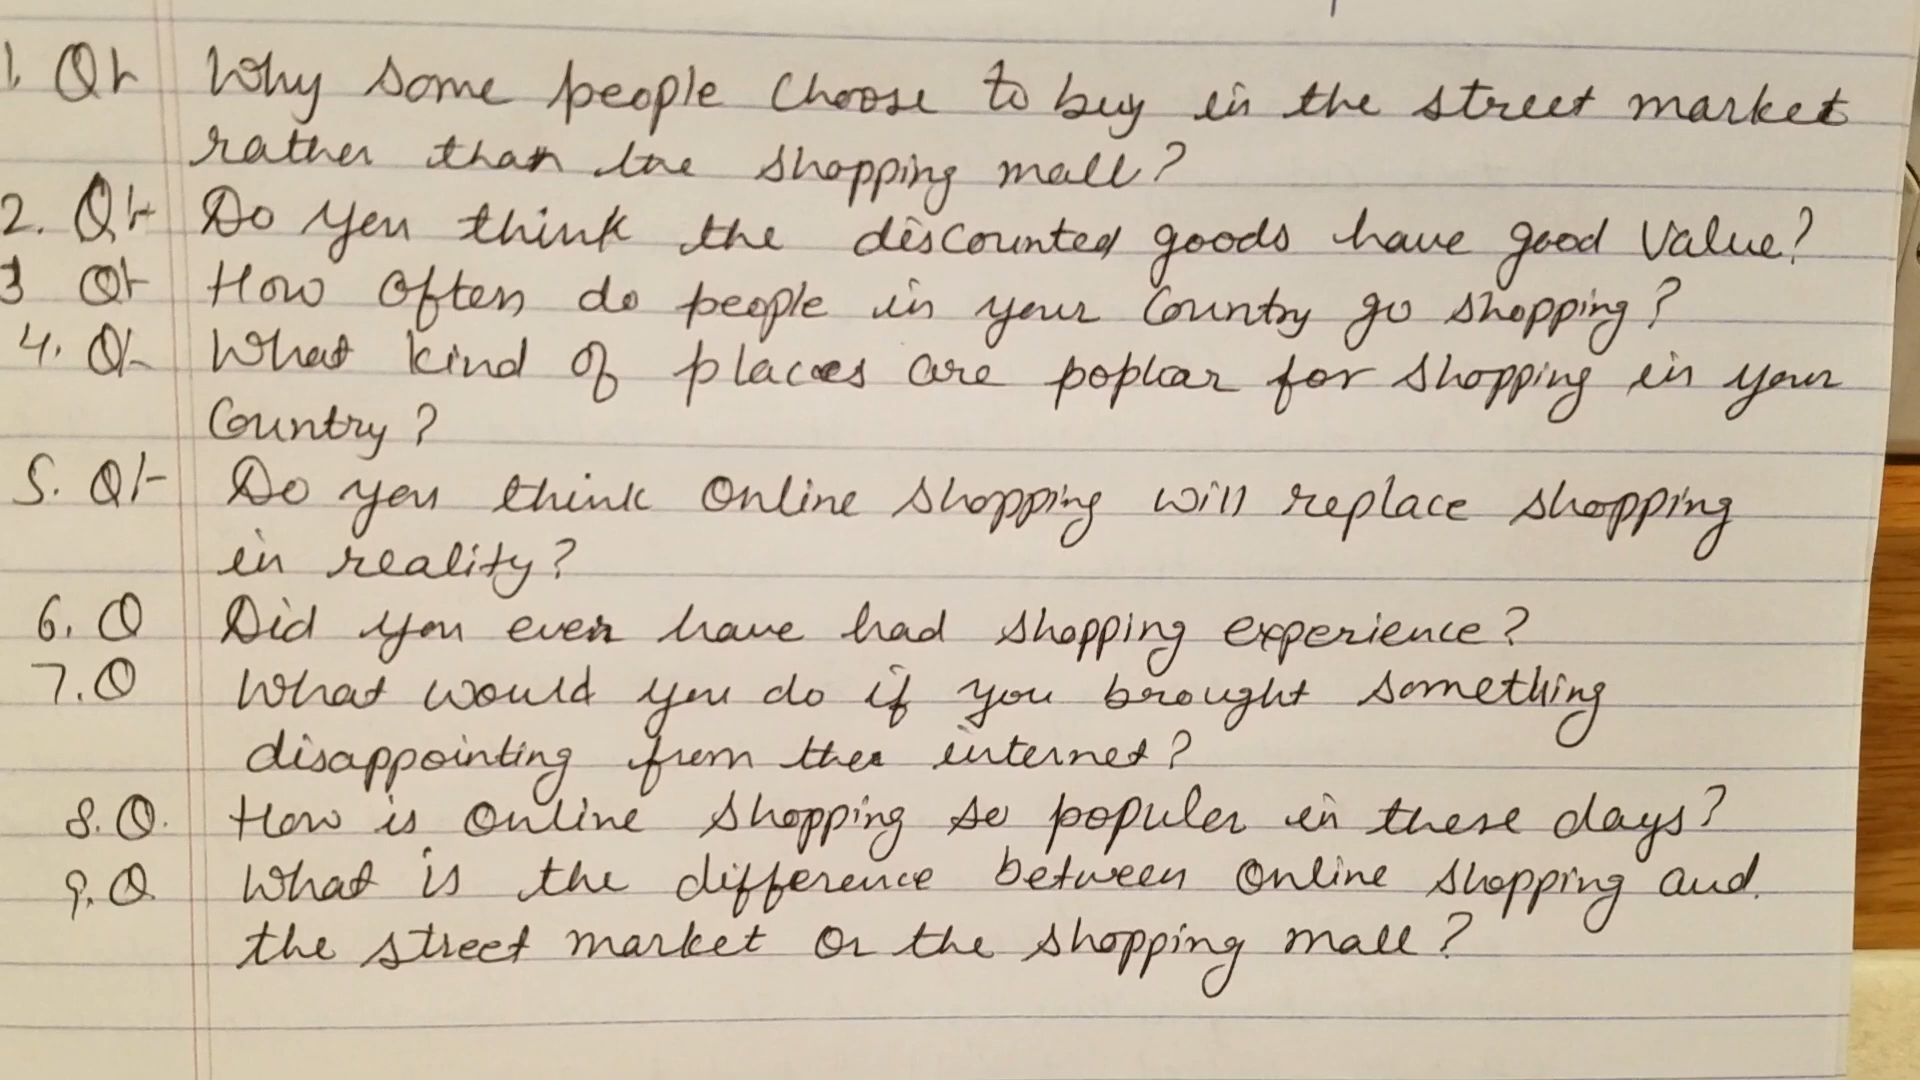 1. Q:- Why some people choose to buy in the street market
rather than the shopping mall?
2. Q:- Do you think the discounted goods have good value?
3 Q:- How often do people in your country go shopping?
4. Q:- What kind of places are poplar for shopping in your
country?
5. Q:- Do you think online shopping will replace shopping
in reality?
6. Q Did you ever have had shopping experience?
7. Q What would you do if you brought something
disappointing from the internet?
8. Q. How is online shopping so populer in these days?
9. Q. What is the difference between online shopping and
the street market or the shopping mall?